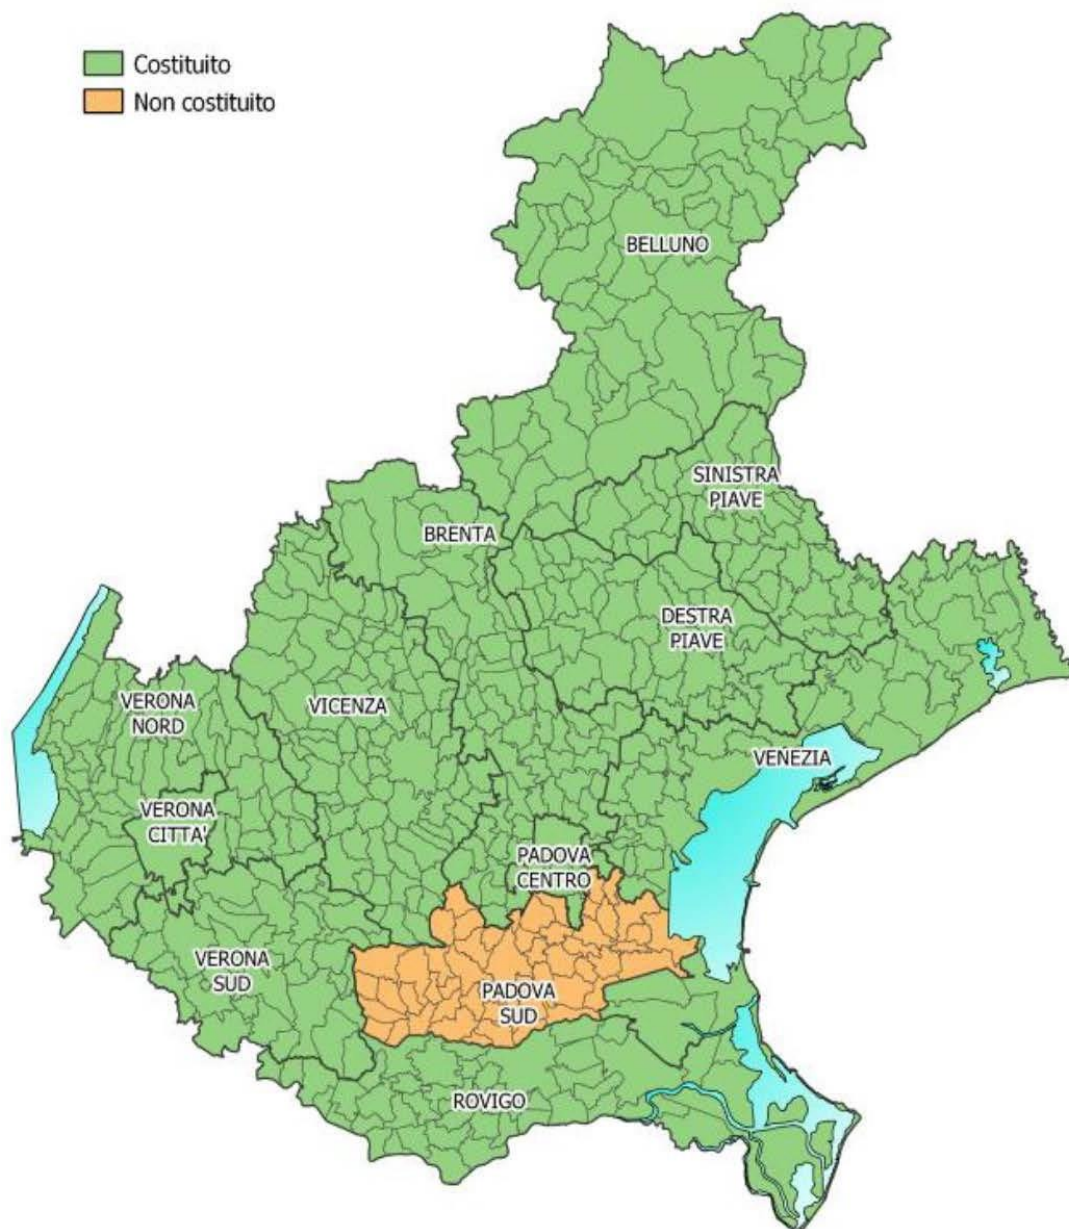 Costituito
Non costituito
BELLUNO
SINISTRA
PIAVE
BRENTA
DESTRA
PIAVE
VERONA
NORD
VICENZA
VENEZIA
VERONA
CITTA'
PADOVA
CENTRO
VERONA
SUD
PADOVA
SUD
ROVIGO